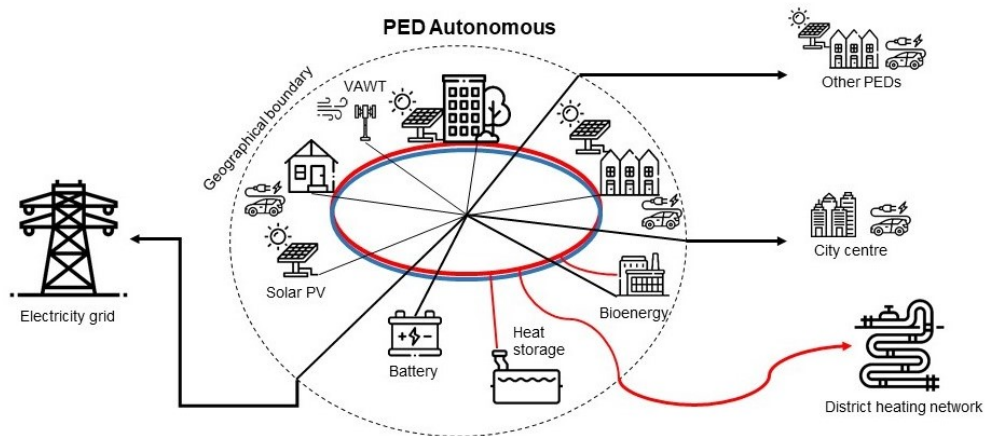 PED Autonomous
Other PEDs
Geographical boundary
VAWT
City centre
Electricity grid
Solar PV
Battery
Heat
storage
Bioenergy
District heating network